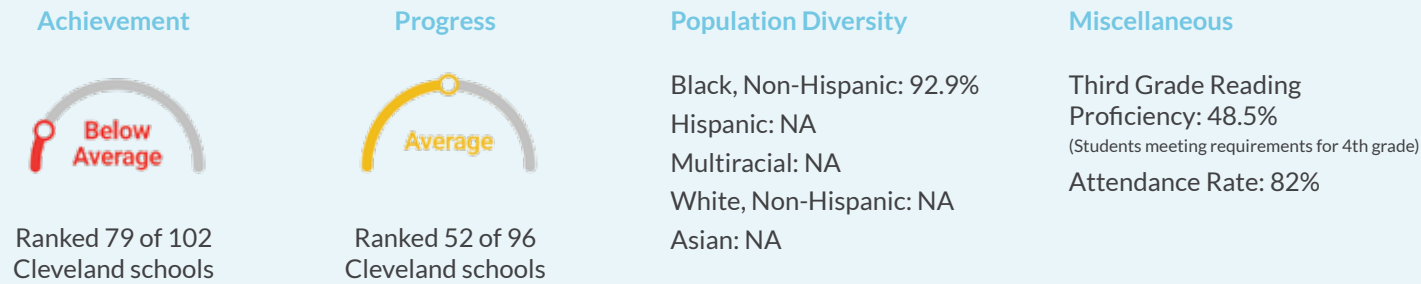 Achievement
Below
Average
Ranked 79 of 102
Cleveland schools
Progress
Average
Ranked 52 of 96
Cleveland schools
Population Diversity
Black, Non-Hispanic: 92.9%
Hispanic: NA
Multiracial: NA
White, Non-Hispanic: NA
Asian: NA
Miscellaneous
Third Grade Reading
Proficiency: 48.5%
(Students meeting requirements for 4th grade)
Attendance Rate: 82%